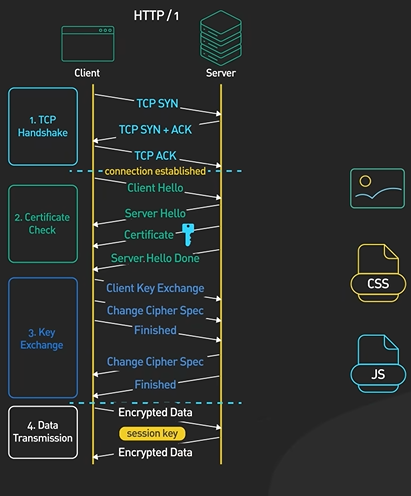 HTTP / 1
Client
Server
1. TCP
Handshake
TCP SYN
TCP SYN + ACK
TCP ACK
connection established
2. Certificate
Check
Client Hello
Server Hello
Certificate
Server.Hello Done
3. Key
Exchange
Client Key Exchange
Change Cipher Spec
Finished
Change Cipher Spec
Finished
4. Data
Transmission
Encrypted Data
session key
Encrypted Data
CSS
JS